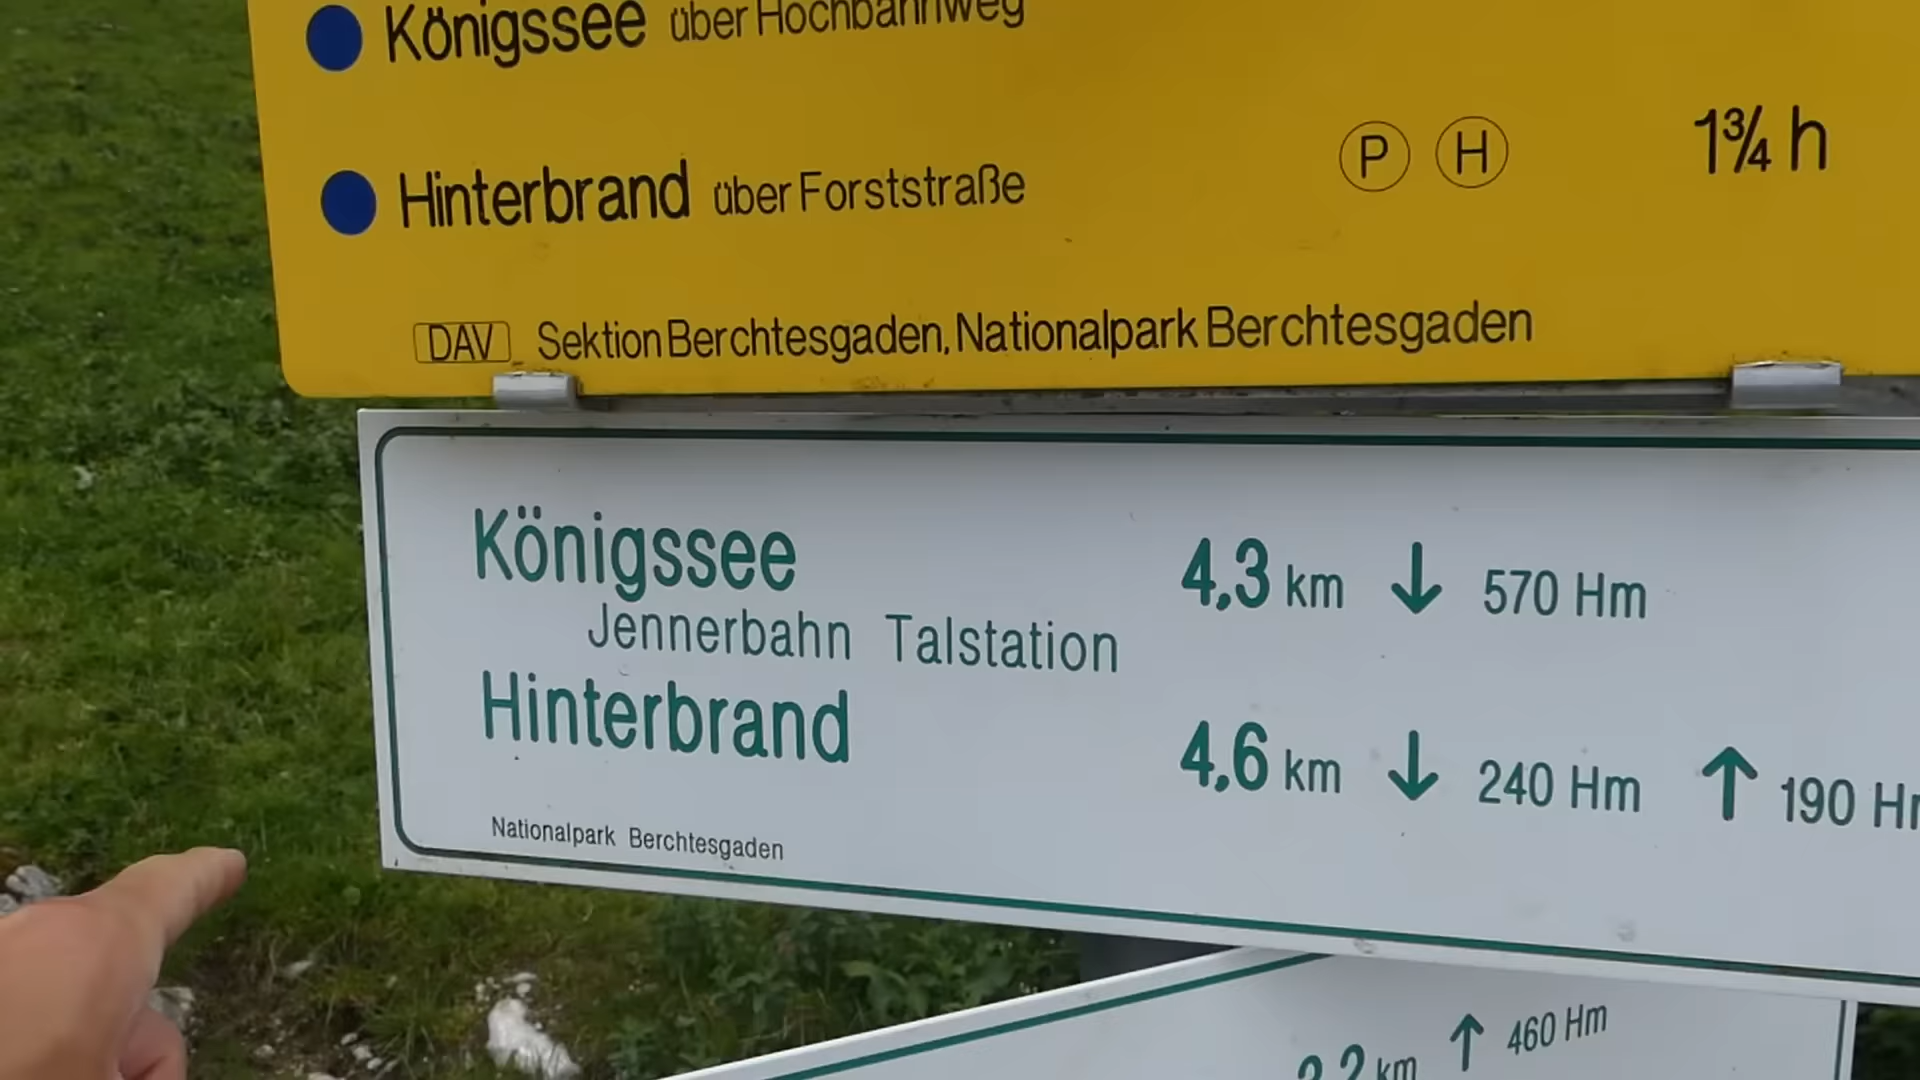 Königssee über Hochbahnweg
Hinterbrand über Forststraße P H 1¾ h
DAV Sektion Berchtesgaden, Nationalpark Berchtesgaden
Königssee 4,3 km ↓ 570 Hm
Jennerbahn Talstation
Hinterbrand 4,6 km ↓ 240 Hm ↑ 190
Nationalpark Berchtesgaden
km ↑ 460 Hm